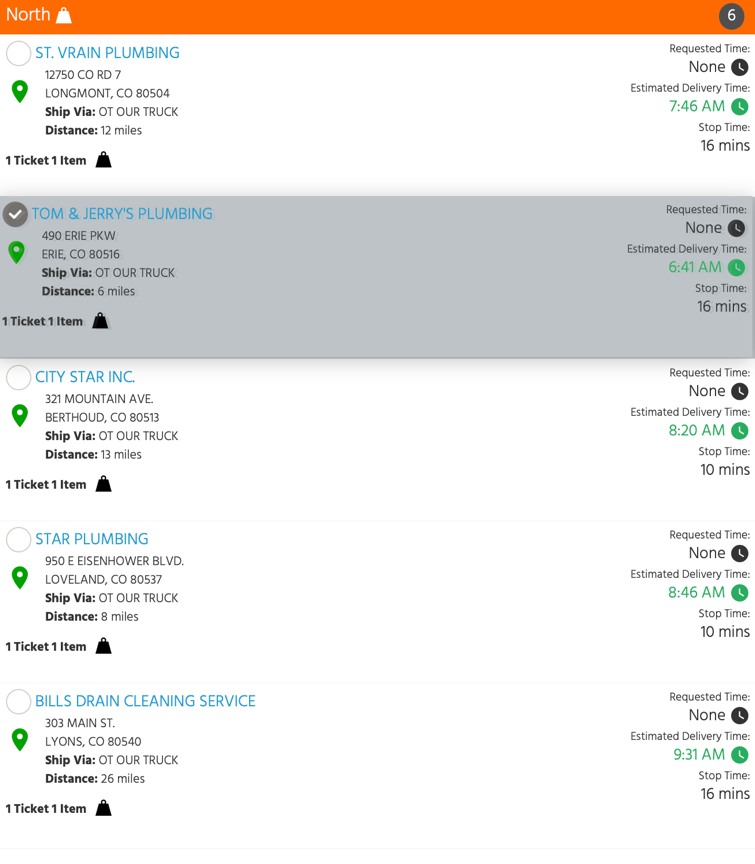 North 6
ST. VRAIN PLUMBING
12750 CO RD 7
LONGMONT, CO 80504
Ship Via: OT OUR TRUCK
Distance: 12 miles
1 Ticket 1 Item
Requested Time:
None
Estimated Delivery Time:
7:46 AM
Stop Time:
16 mins
TOM & JERRY'S PLUMBING
490 ERIE PKW
ERIE, CO 80516
Ship Via: OT OUR TRUCK
Distance: 6 miles
1 Ticket 1 Item
Requested Time:
None
Estimated Delivery Time:
6:41 AM
Stop Time:
16 mins
CITY STAR INC.
321 MOUNTAIN AVE.
BERTHOUD, CO 80513
Ship Via: OT OUR TRUCK
Distance: 13 miles
1 Ticket 1 Item
Requested Time:
None
Estimated Delivery Time:
8:20 AM
Stop Time:
10 mins
STAR PLUMBING
950 E EISENHOWER BLVD.
LOVELAND, CO 80537
Ship Via: OT OUR TRUCK
Distance: 8 miles
1 Ticket 1 Item
Requested Time:
None
Estimated Delivery Time:
8:46 AM
Stop Time:
10 mins
BILLS DRAIN CLEANING SERVICE
303 MAIN ST.
LYONS, CO 80540
Ship Via: OT OUR TRUCK
Distance: 26 miles
1 Ticket 1 Item
Requested Time:
None
Estimated Delivery Time:
9:31 AM
Stop Time:
16 mins